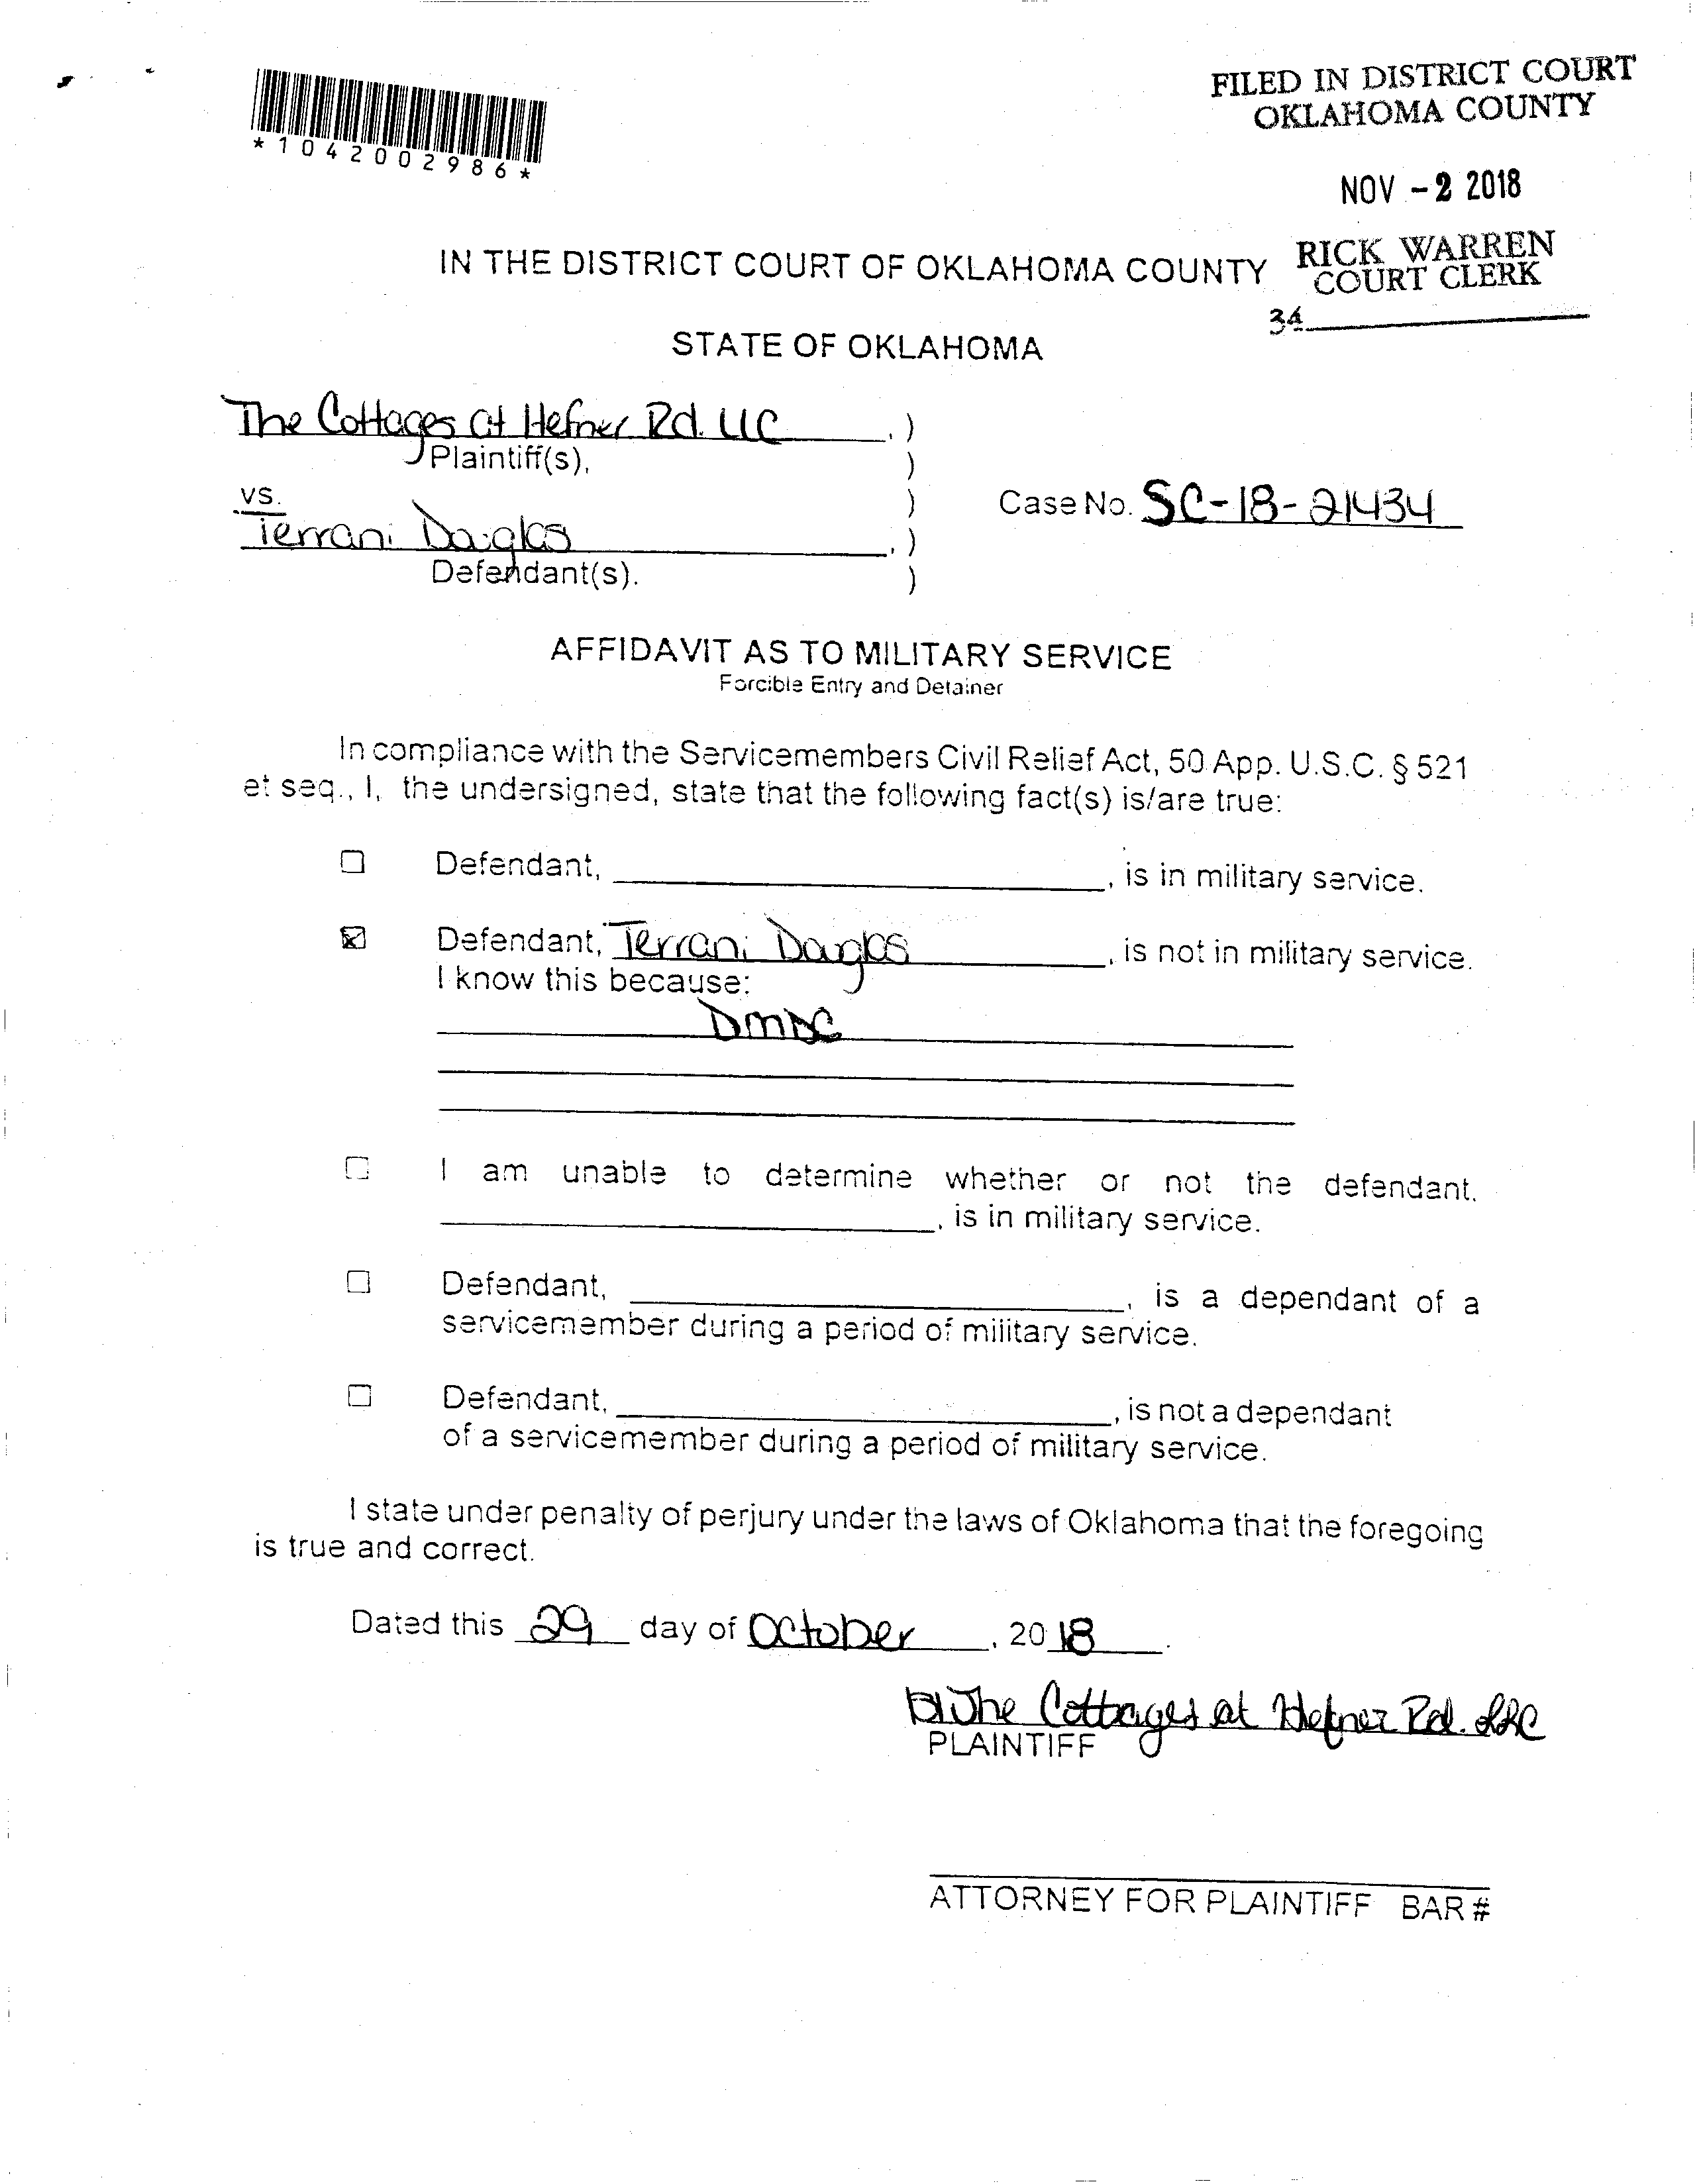 *1042002986*
FILED IN DISTRICT COURT
OKLAHOMA COUNTY
NOV -2 2018
RICK WARREN
COURT CLERK
34
IN THE DISTRICT COURT OF OKLAHOMA COUNTY
STATE OF OKLAHOMA
The Cottages at Hefner Rd. LLC , )
Plaintiff(s), )
vs. )
Terrani Douglas , )
Defendant(s). )
Case No. SC-18-21434
AFFIDAVIT AS TO MILITARY SERVICE
Forcible Entry and Detainer
In compliance with the Servicemembers Civil Relief Act, 50 App. U.S.C. § 521
et seq., I, the undersigned, state that the following fact(s) is/are true:
☐ Defendant, , is in military service.
☒ Defendant, Terrani Douglas , is not in military service.
I know this because:
DMDC
☐ I am unable to determine whether or not the defendant,
, is in military service.
☐ Defendant, , is a dependant of a
servicemember during a period of military service.
☐ Defendant, , is not a dependant
of a servicemember during a period of military service.
I state under penalty of perjury under the laws of Oklahoma that the foregoing
is true and correct.
Dated this 29 day of October , 20 18 .
The Cottages at Hefner Rd. LLC
PLAINTIFF
ATTORNEY FOR PLAINTIFF BAR #